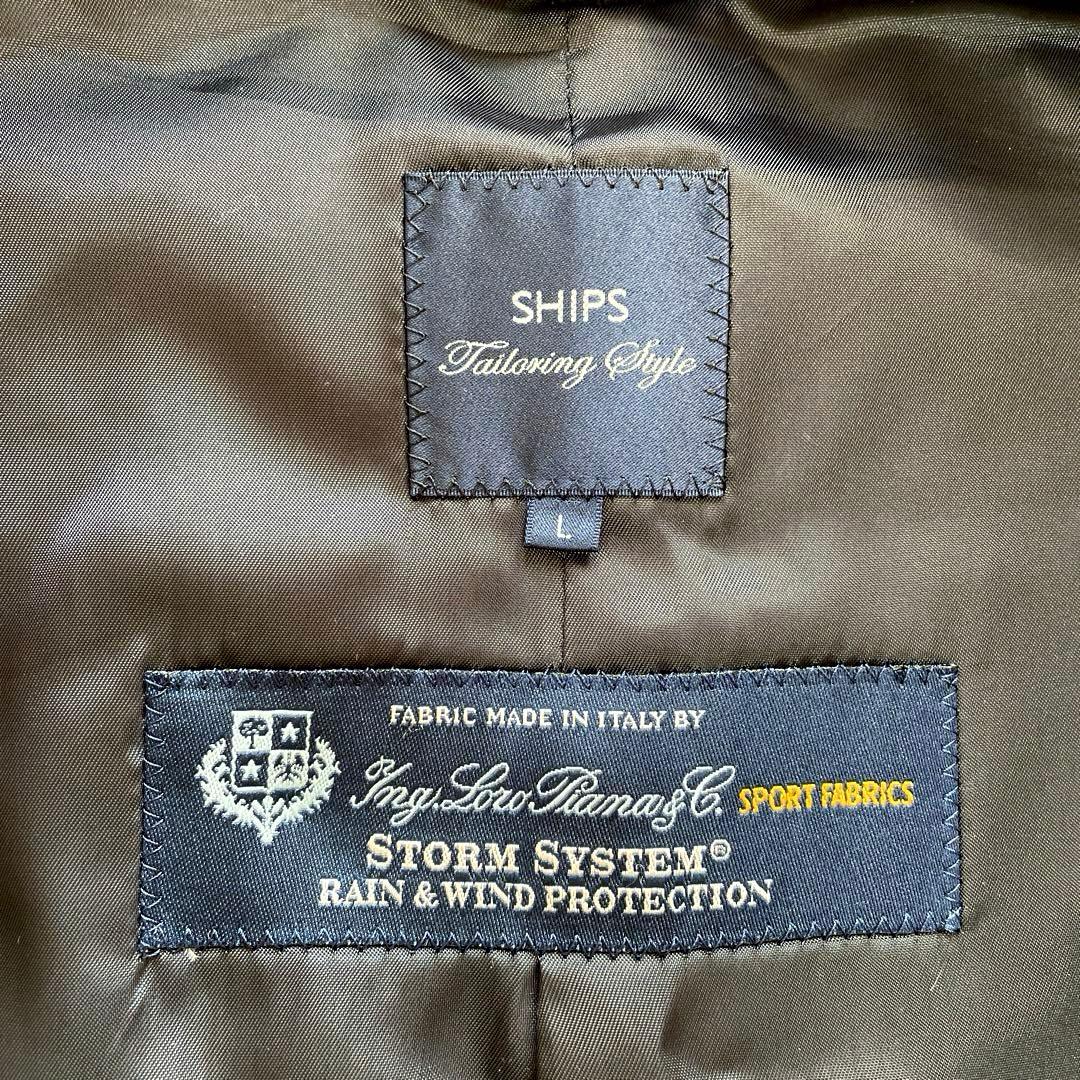 SHIPS
Tailoring Style
L
FABRIC MADE IN ITALY BY
Ing. Loro Piana & C. SPORT FABRICS
STORM SYSTEM®
RAIN & WIND PROTECTION